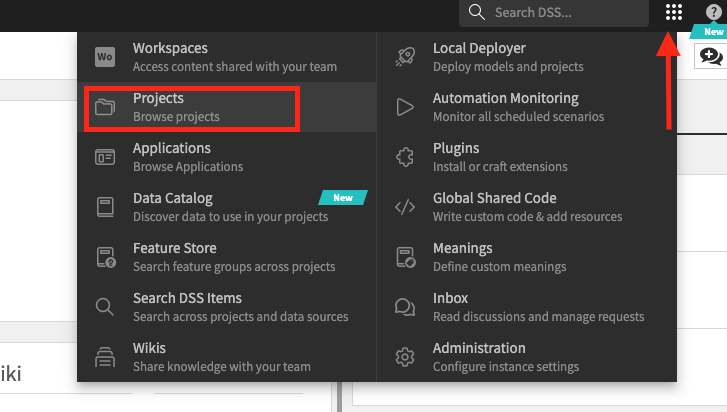 Search DSS...
?
New
Wo
Workspaces
Access content shared with your team
Projects
Browse projects
Applications
Browse Applications
Data Catalog
New
Discover data to use in your projects
Feature Store
Search feature groups across projects
Search DSS Items
Search across projects and data sources
Wikis
Share knowledge with your team
Local Deployer
Deploy models and projects
Automation Monitoring
Monitor all scheduled scenarios
Plugins
Install or craft extensions
Global Shared Code
Write custom code & add resources
Meanings
Define custom meanings
Inbox
Read discussions and manage requests
Administration
Configure instance settings
iki